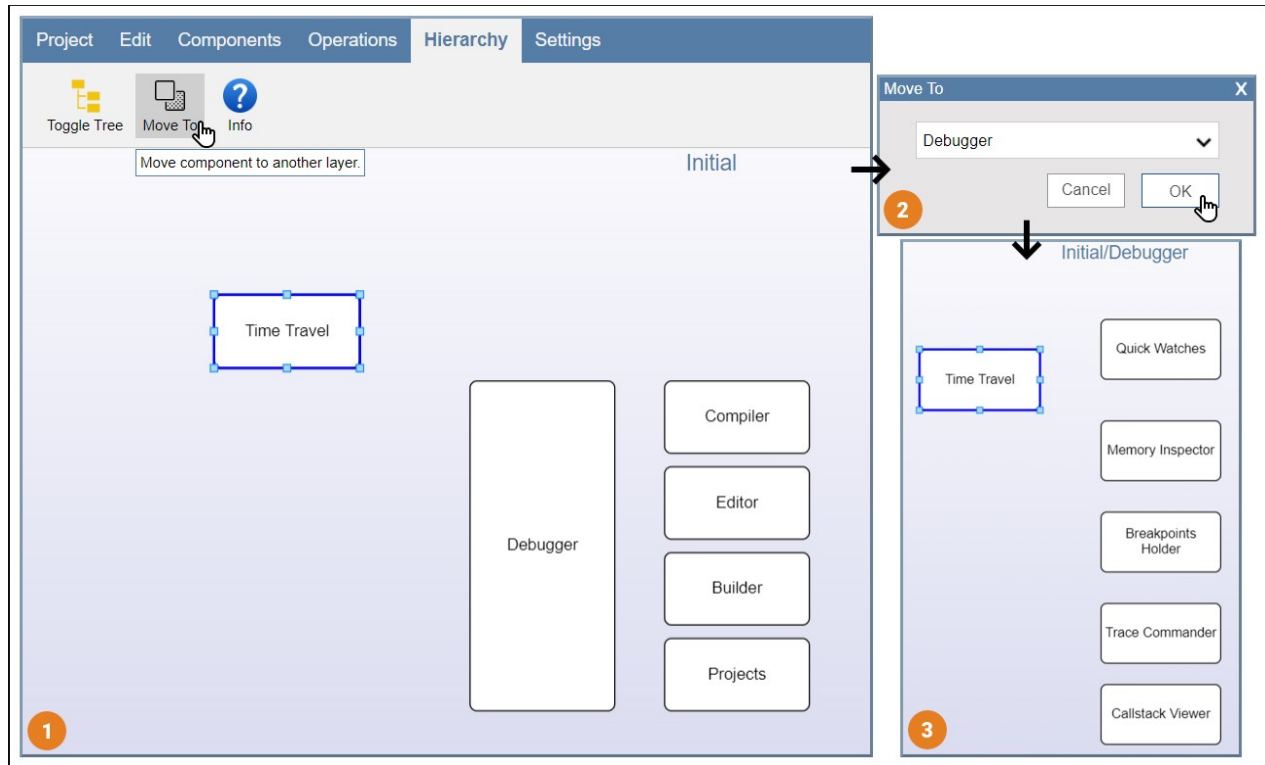 Project Edit Components Operations Hierarchy Settings
Toggle Tree Move To Info
Move component to another layer.
Initial
Time Travel
Debugger
Compiler
Editor
Builder
Projects
1
Move To X
Debugger
Cancel OK
2
Initial/Debugger
Time Travel
Quick Watches
Memory Inspector
Breakpoints
Holder
Trace Commander
Callstack Viewer
3